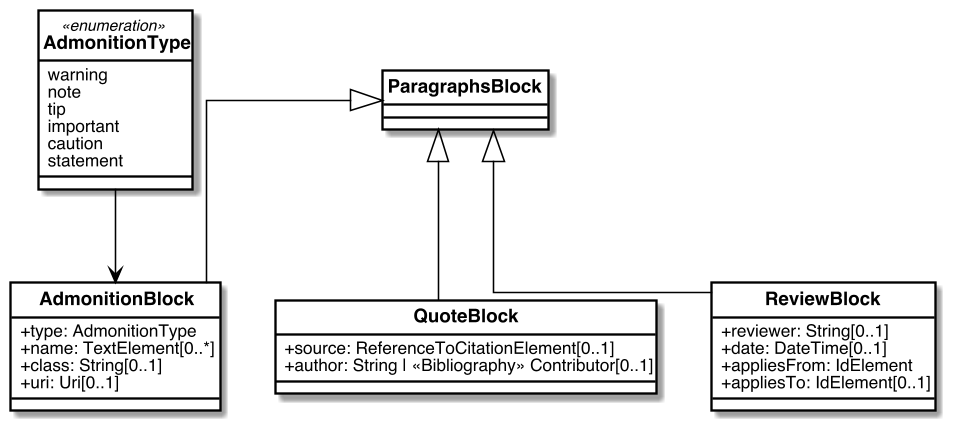 «enumeration»
AdmonitionType
warning
note
tip
important
caution
statement
ParagraphsBlock
AdmonitionBlock
+type: AdmonitionType
+name: TextElement[0..*]
+class: String[0..1]
+uri: Uri[0..1]
QuoteBlock
+source: ReferenceToCitationElement[0..1]
+author: String | «Bibliography» Contributor[0..1]
ReviewBlock
+reviewer: String[0..1]
+date: DateTime[0..1]
+appliesFrom: IdElement
+appliesTo: IdElement[0..1]